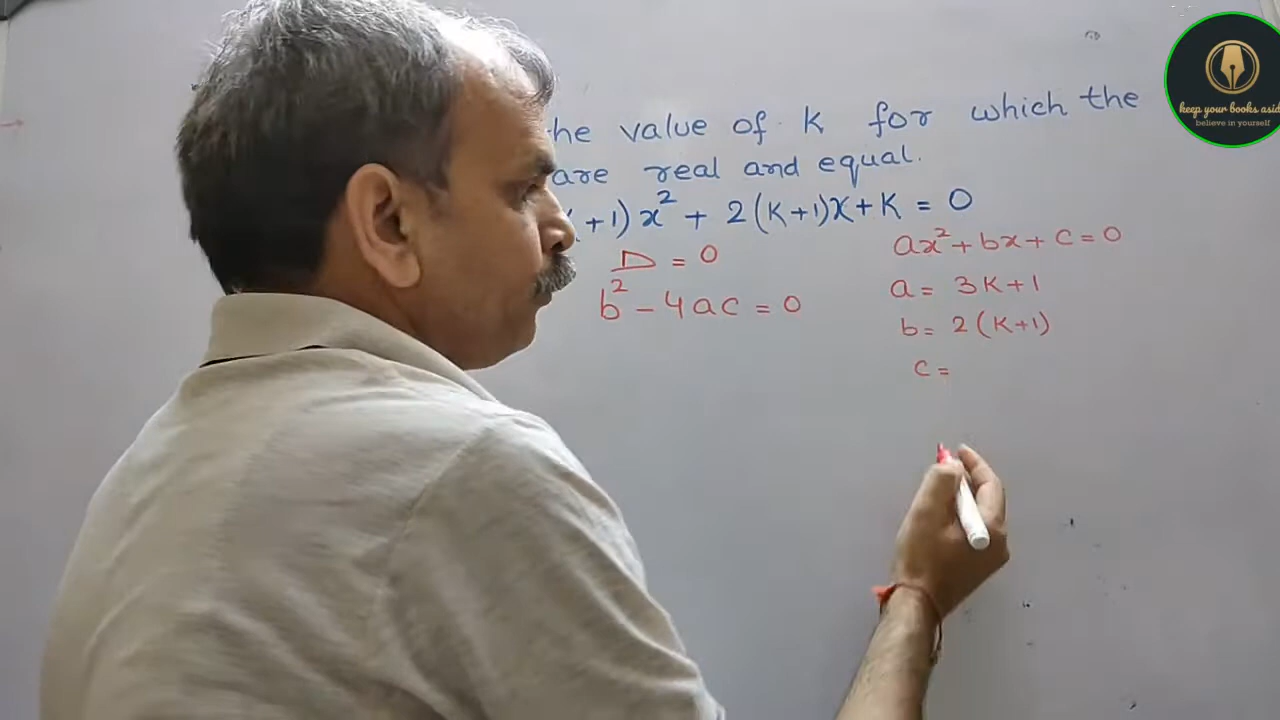 he value of K for which the
are real and equal.
+1)x² + 2(K+1)x+K = 0
D = 0
b² - 4ac = 0
ax²+bx+c=0
a = 3K+1
b = 2(K+1)
c =
keep your books asid
believe in yourself